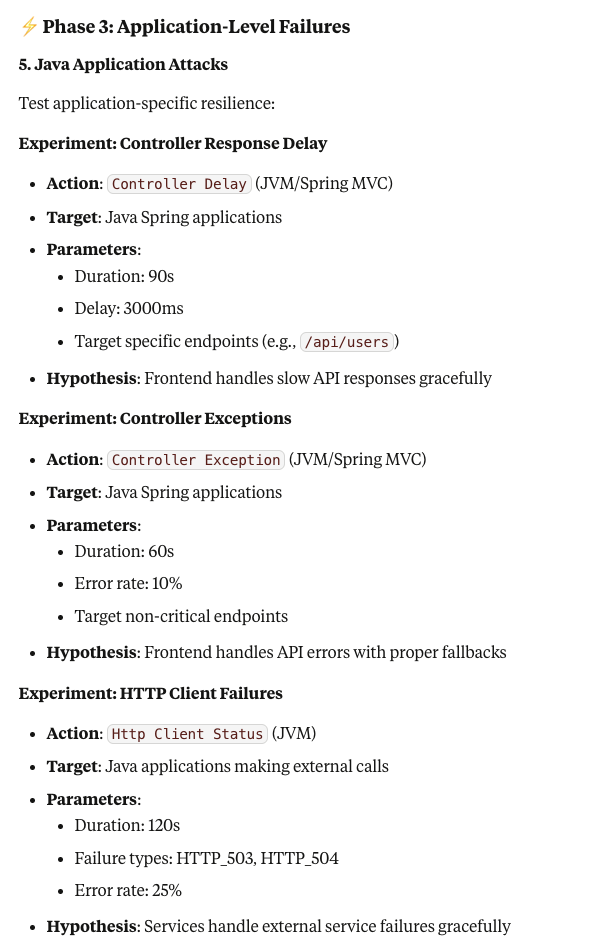 ⚡ Phase 3: Application-Level Failures
5. Java Application Attacks
Test application-specific resilience:
Experiment: Controller Response Delay
• Action: Controller Delay (JVM/Spring MVC)
• Target: Java Spring applications
• Parameters:
• Duration: 90s
• Delay: 3000ms
• Target specific endpoints (e.g., /api/users)
• Hypothesis: Frontend handles slow API responses gracefully
Experiment: Controller Exceptions
• Action: Controller Exception (JVM/Spring MVC)
• Target: Java Spring applications
• Parameters:
• Duration: 60s
• Error rate: 10%
• Target non-critical endpoints
• Hypothesis: Frontend handles API errors with proper fallbacks
Experiment: HTTP Client Failures
• Action: Http Client Status (JVM)
• Target: Java applications making external calls
• Parameters:
• Duration: 120s
• Failure types: HTTP_503, HTTP_504
• Error rate: 25%
• Hypothesis: Services handle external service failures gracefully